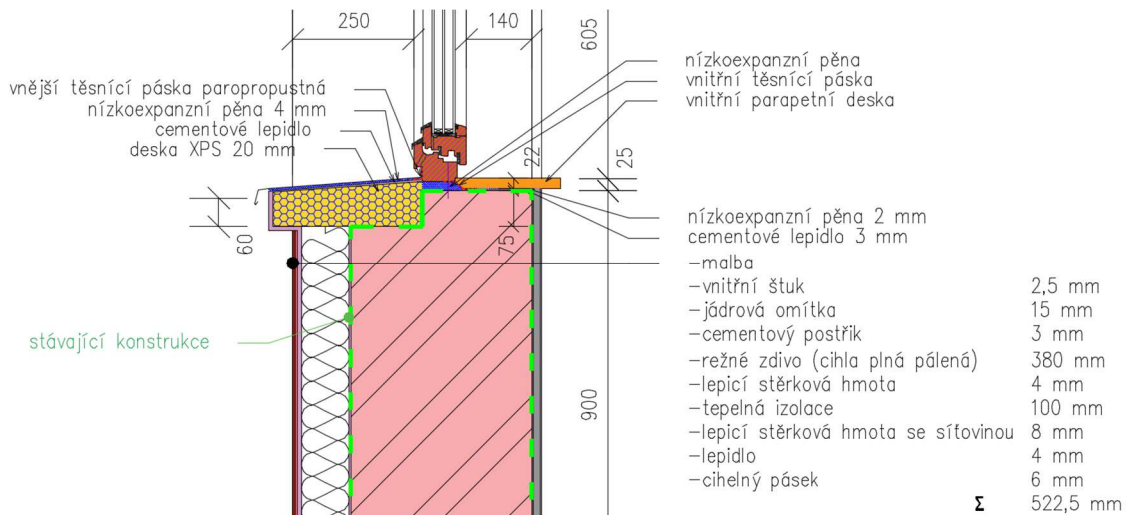 250
140
605
vnější těsnící páska paropropustná
nízkoexpanzní pěna 4 mm
cementové lepidlo
deska XPS 20 mm
nízkoexpanzní pěna
vnitřní těsnící páska
vnitřní parapetní deska
22
25
60
75
nízkoexpanzní pěna 2 mm
cementové lepidlo 3 mm
stávající konstrukce
900
-malba
-vnitřní štuk 2,5 mm
-jádrová omítka 15 mm
-cementový postřik 3 mm
-režné zdivo (cihla plná pálená) 380 mm
-lepicí stěrková hmota 4 mm
-tepelná izolace 100 mm
-lepicí stěrková hmota se síťovinou 8 mm
-lepidlo 4 mm
-cihelný pásek 6 mm
Σ 522,5 mm